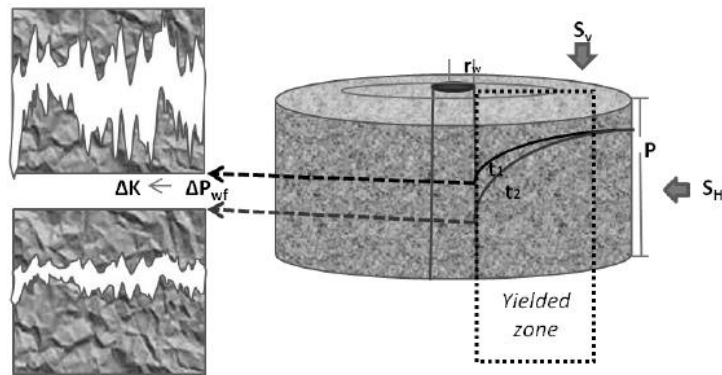 S_v
r_w
P
t_1
t_2
ΔK ← ΔP_wf
S_H
Yielded
zone